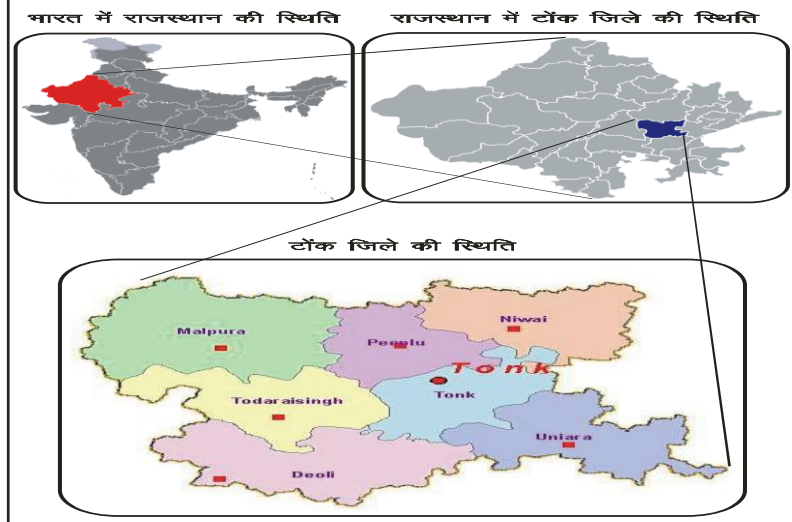 भारत में राजस्थान की स्थिति
राजस्थान में टोंक जिले की स्थिति
टोंक जिले की स्थिति
Malpura
Niwai
Peeplu
Tonk
Todaraisingh
Tonk
Uniara
Deoli